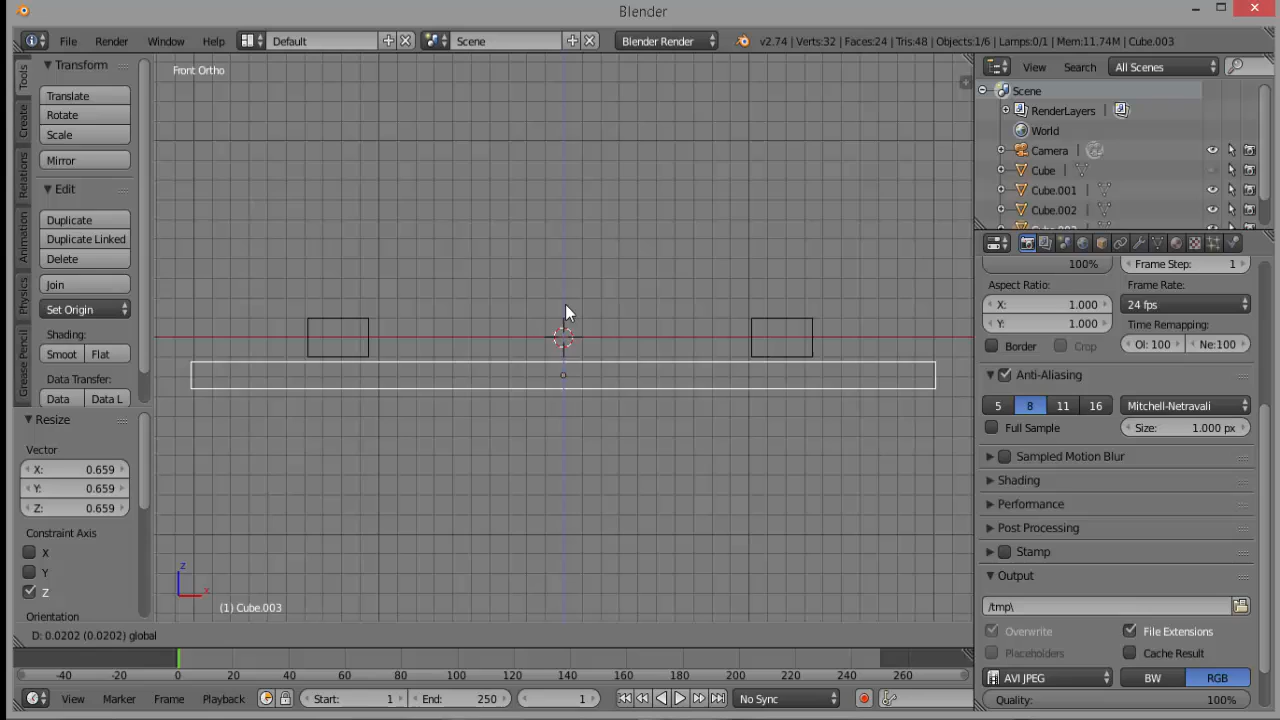 Blender
File Render Window Help Default Scene Blender Render v2.74 | Verts:32 | Faces:24 | Tris:48 | Objects:1/6 | Lamps:0/1 | Mem:11.74M | Cube.003
Tools
Create
Relations
Animation
Physics
Grease Pencil
Transform
Translate
Rotate
Scale
Mirror
Edit
Duplicate
Duplicate Linked
Delete
Join
Set Origin
Shading:
Smoot Flat
Data Transfer:
Data Data L
Resize
Vector
X: 0.659
Y: 0.659
Z: 0.659
Constraint Axis
X
Y
Z
Orientation
Front Ortho
z
x
(1) Cube.003
D: 0.0202 (0.0202) global
View Search All Scenes
Scene
RenderLayers
World
Camera
Cube
Cube.001
Cube.002
100% Frame Step: 1
Aspect Ratio: Frame Rate:
X: 1.000 24 fps
Y: 1.000 Time Remapping:
Border Crop Ol: 100 Ne:100
Anti-Aliasing
5 8 11 16 Mitchell-Netravali
Full Sample Size: 1.000 px
Sampled Motion Blur
Shading
Performance
Post Processing
Stamp
Output
/tmp\
Overwrite File Extensions
Placeholders Cache Result
AVI JPEG BW RGB
Quality: 100%
-40 -20 0 20 40 60 80 100 120 140 160 180 200 220 240 260
View Marker Frame Playback Start: 1 End: 250 1 No Sync